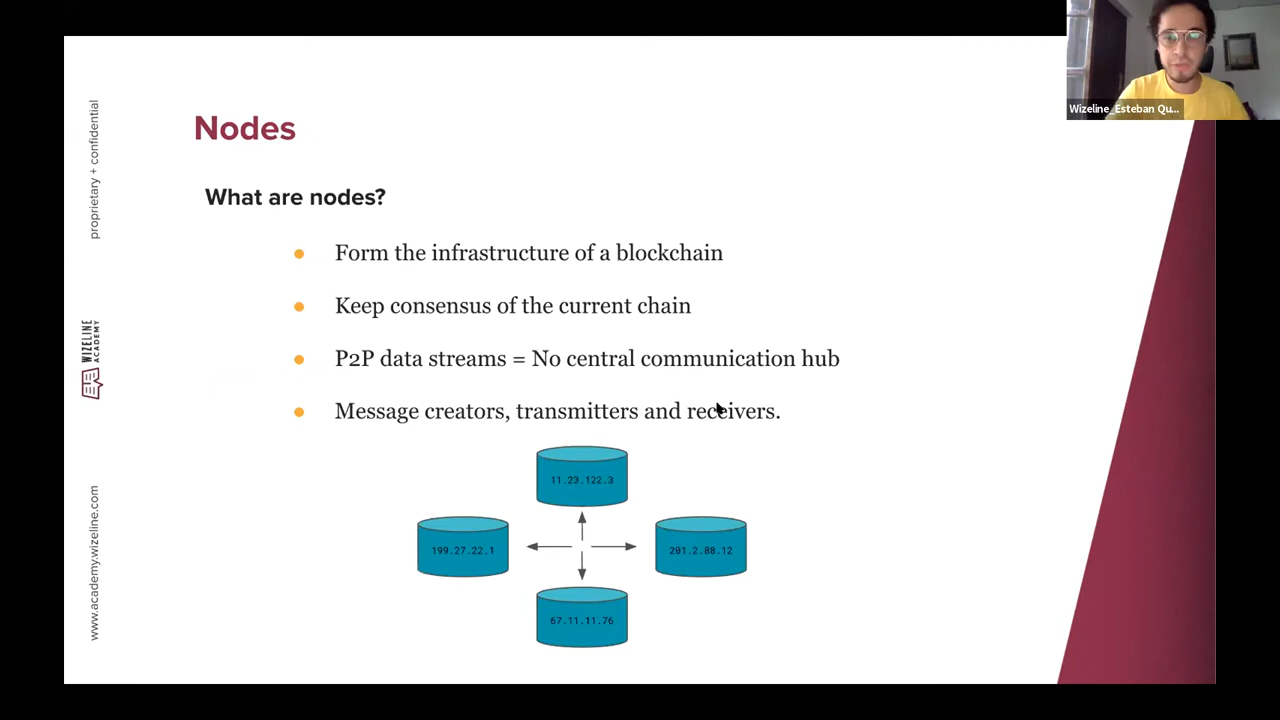 Nodes
What are nodes?
Form the infrastructure of a blockchain
Keep consensus of the current chain
P2P data streams = No central communication hub
Message creators, transmitters and receivers.
11.23.122.3
199.27.22.1
201.2.88.12
67.11.11.76
proprietary + confidential
WIZELINE
ACADEMY
www.academy.wizeline.com
Wizeline_Esteban Qu...